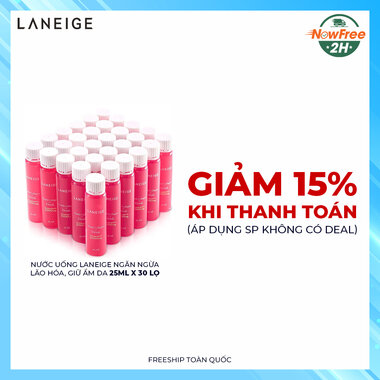 LANEIGE
NowFree
2H
GIẢM 15%
KHI THANH TOÁN
(ÁP DỤNG SP KHÔNG CÓ DEAL)
NƯỚC UỐNG LANEIGE NGĂN NGỪA
LÃO HÓA, GIỮ ẨM DA 25ML X 30 LỌ
FREESHIP TOÀN QUỐC